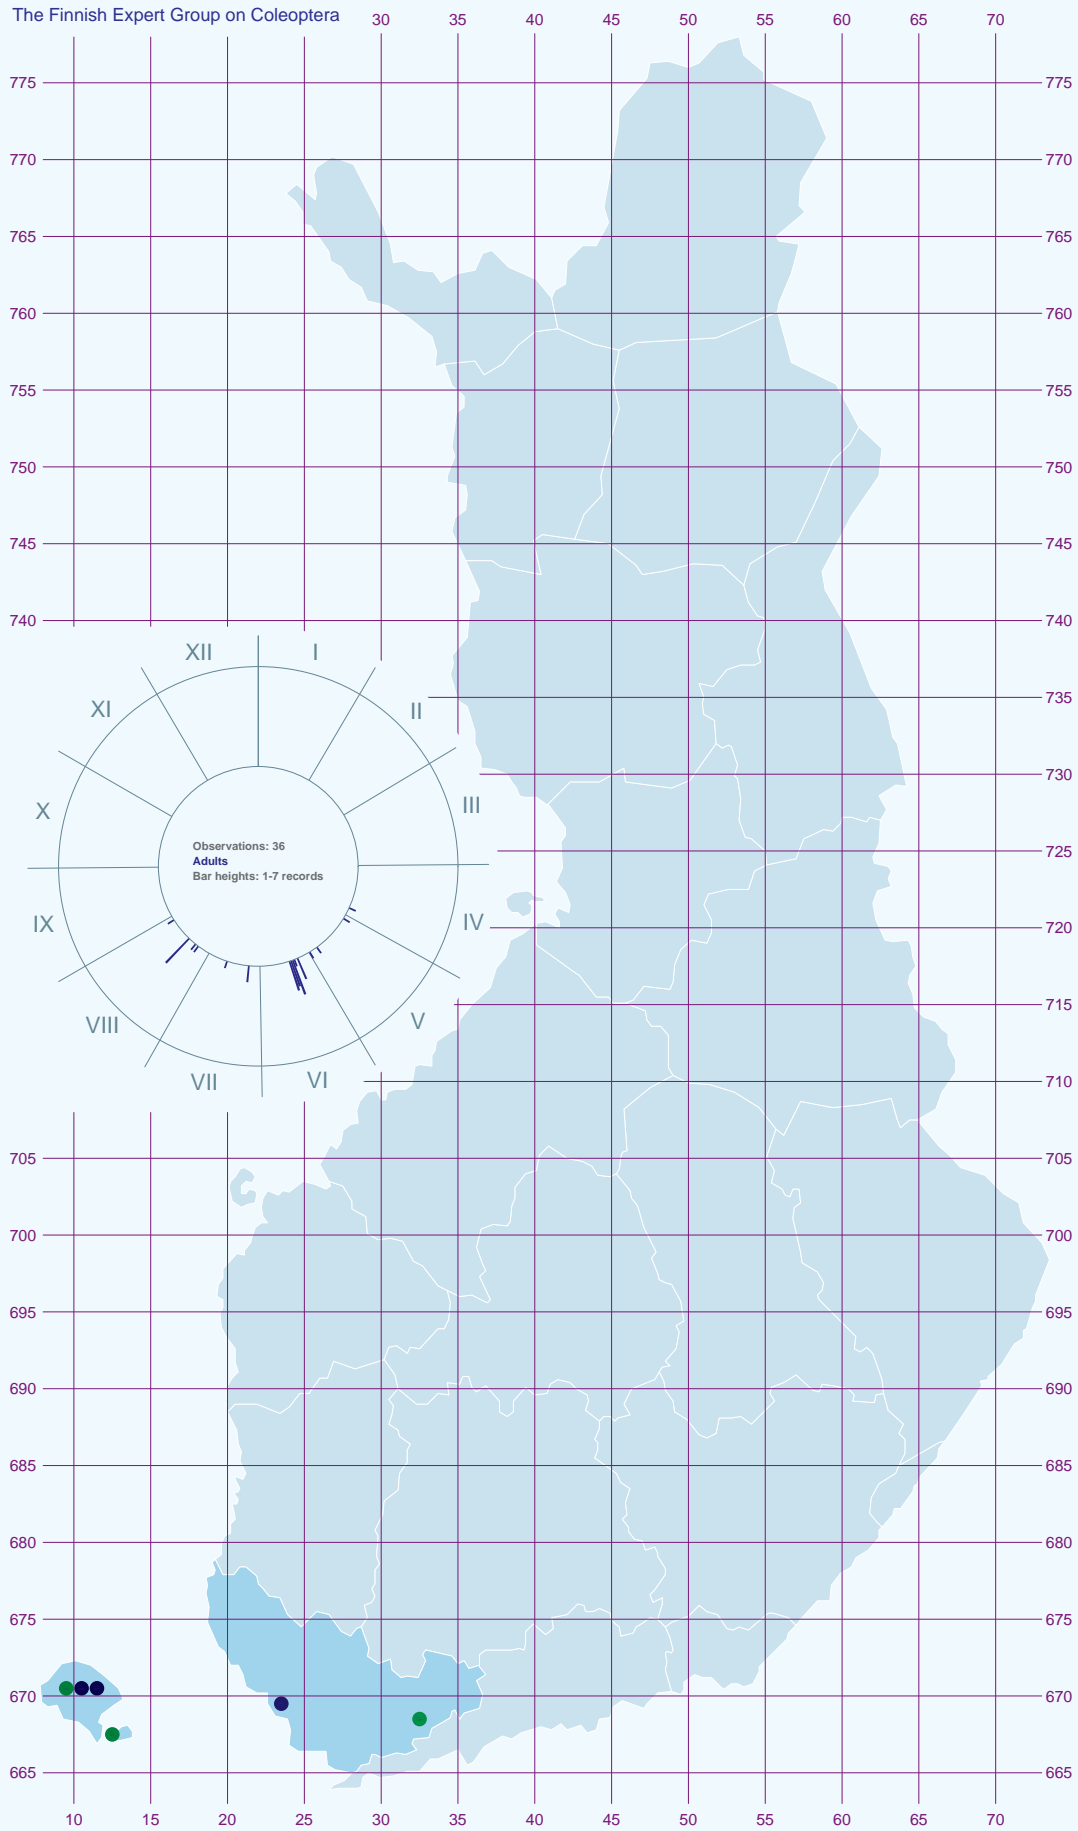 The Finnish Expert Group on Coleoptera
30 35 40 45 50 55 60 65 70
775 775
770 770
765 765
760 760
755 755
750 750
745 745
740 740
XII I
XI II
735
730
X III
Observations: 36
Adults
Bar heights: 1-7 records
725
IX IV
720
VIII V
715
VII VI
710
705 705
700 700
695 695
690 690
685 685
680 680
675 675
670 670
665 665
10 15 20 25 30 35 40 45 50 55 60 65 70